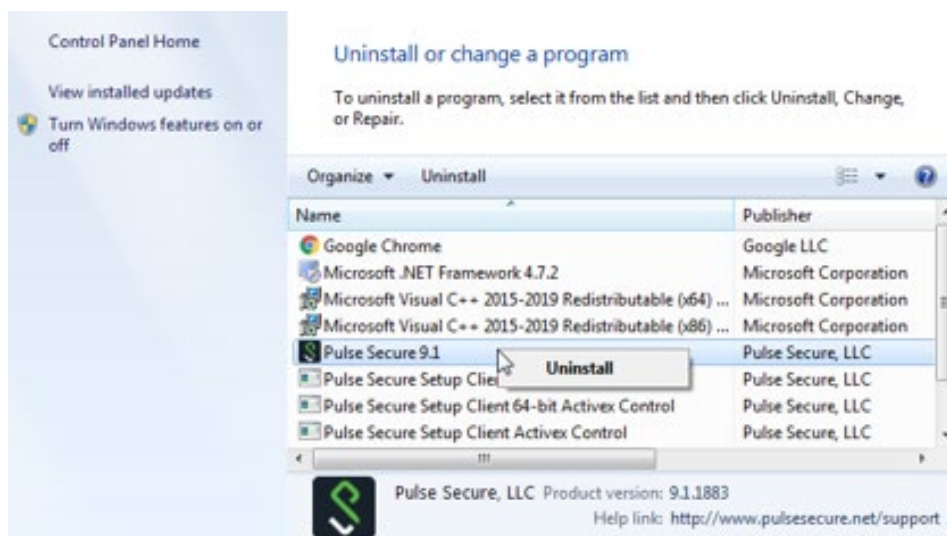 Control Panel Home
View installed updates
Turn Windows features on or
off
Uninstall or change a program
To uninstall a program, select it from the list and then click Uninstall, Change,
or Repair.
Organize Uninstall
Name Publisher
Google Chrome Google LLC
Microsoft .NET Framework 4.7.2 Microsoft Corporation
Microsoft Visual C++ 2015-2019 Redistributable (x64) ... Microsoft Corporation
Microsoft Visual C++ 2015-2019 Redistributable (x86) ... Microsoft Corporation
Pulse Secure 9.1 Pulse Secure, LLC
Uninstall
Pulse Secure Setup Clie Pulse Secure, LLC
Pulse Secure Setup Client 64-bit Activex Control Pulse Secure, LLC
Pulse Secure Setup Client Activex Control Pulse Secure, LLC
Pulse Secure, LLC Product version: 9.1.1883
Help link: http://www.pulsesecure.net/support